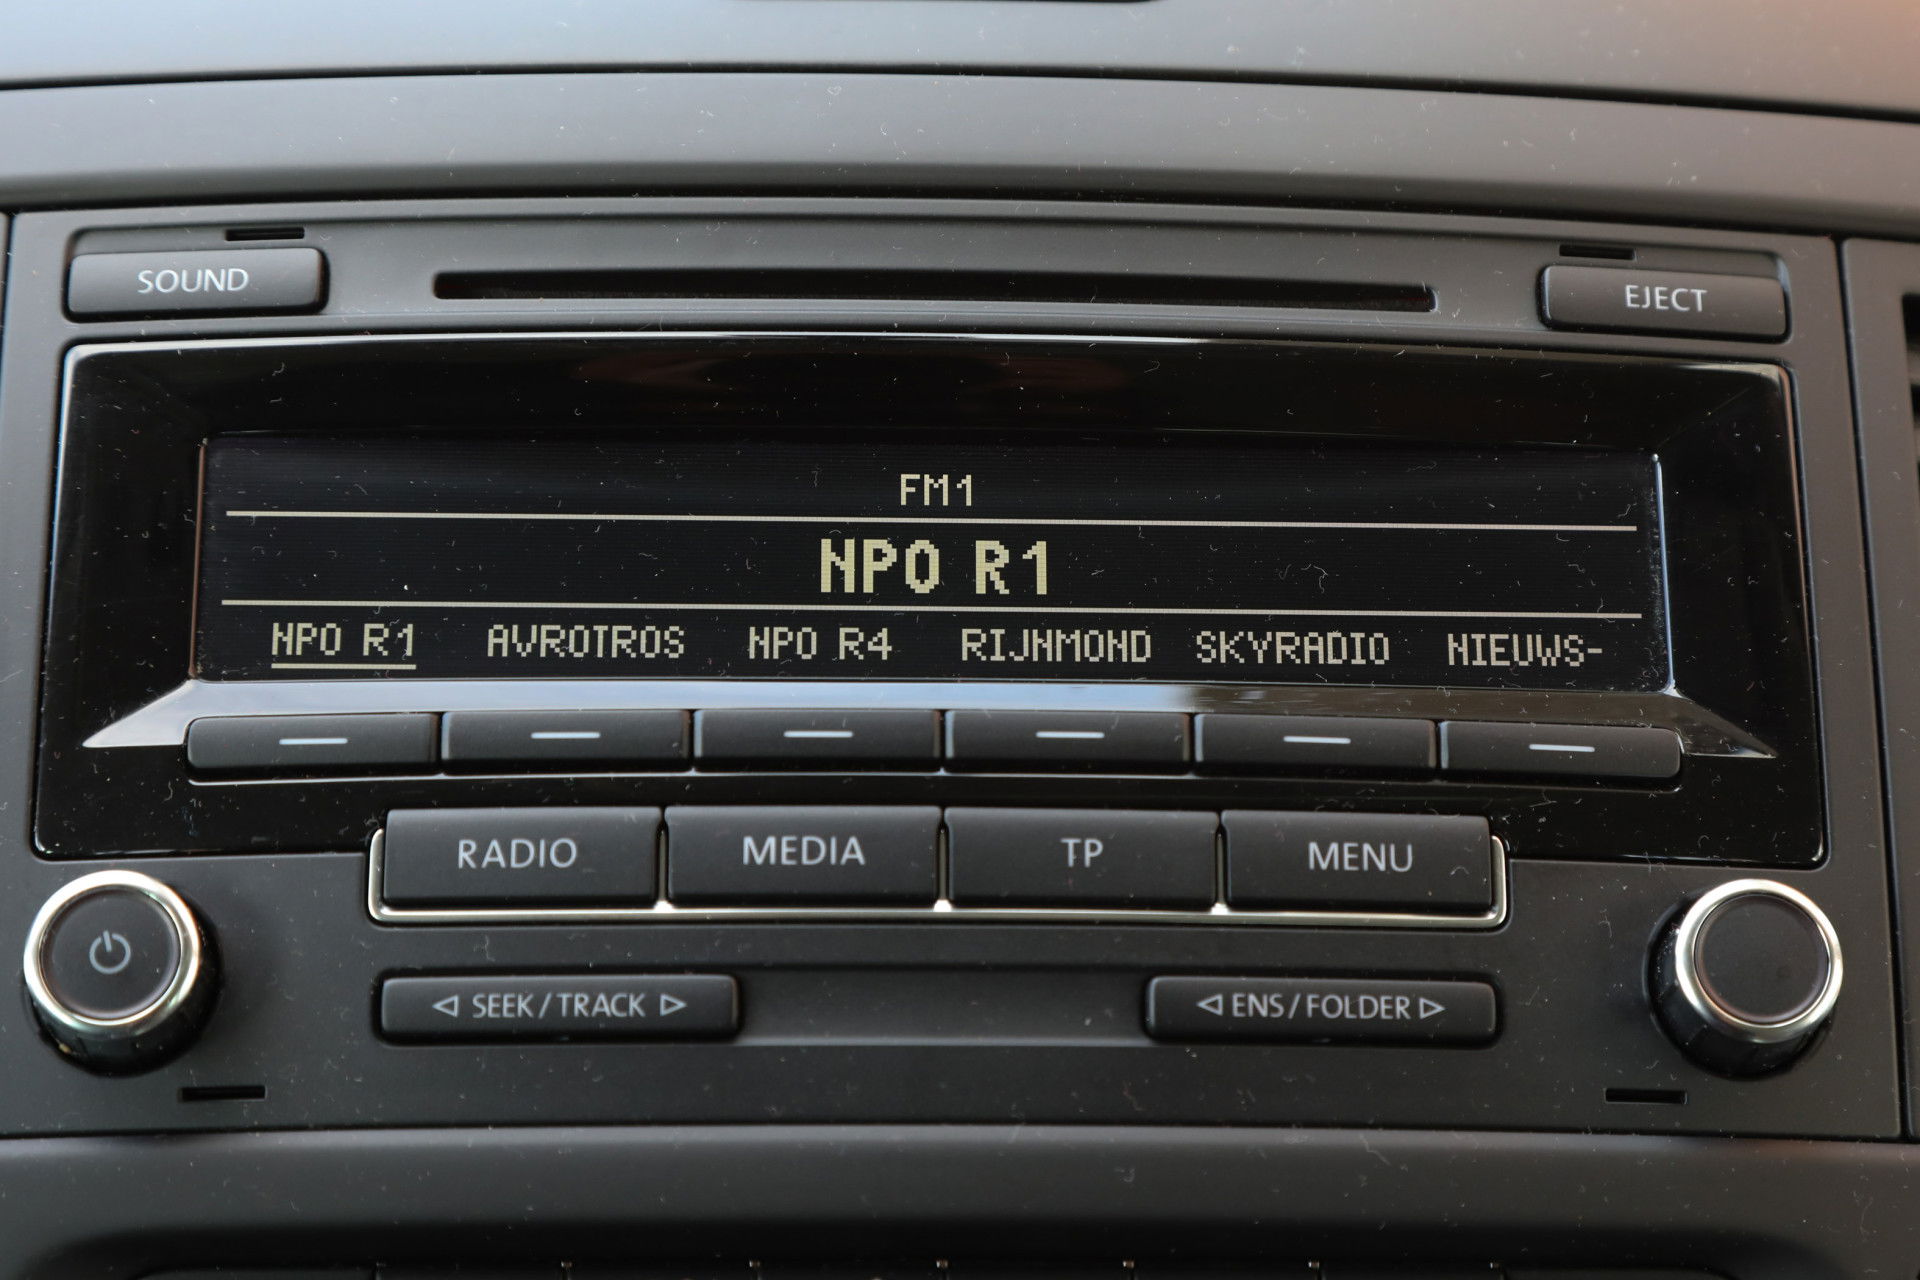 SOUND
EJECT
FM1
NPO R1
NPO R1 AVROTROS NPO R4 RIJNMOND SKYRADIO NIEUWS-
RADIO MEDIA TP MENU
SEEK / TRACK ENS / FOLDER